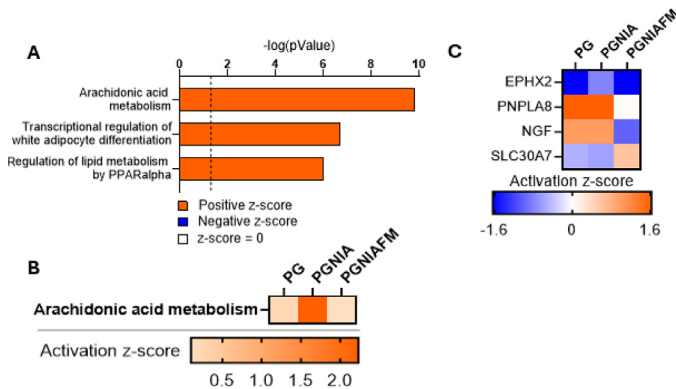 A
-log(pValue)
0 2 4 6 8 10
Arachidonic acid
metabolism
Transcriptional regulation of
white adipocyte differentiation
Regulation of lipid metabolism
by PPARalpha
Positive z-score
Negative z-score
z-score = 0
B
PG PGNIA PGNIAFM
Arachidonic acid metabolism
Activation z-score
0.5 1.0 1.5 2.0
C
PG PGNIA PGNIAFM
EPHX2
PNPLA8
NGF
SLC30A7
Activation z-score
-1.6 0 1.6